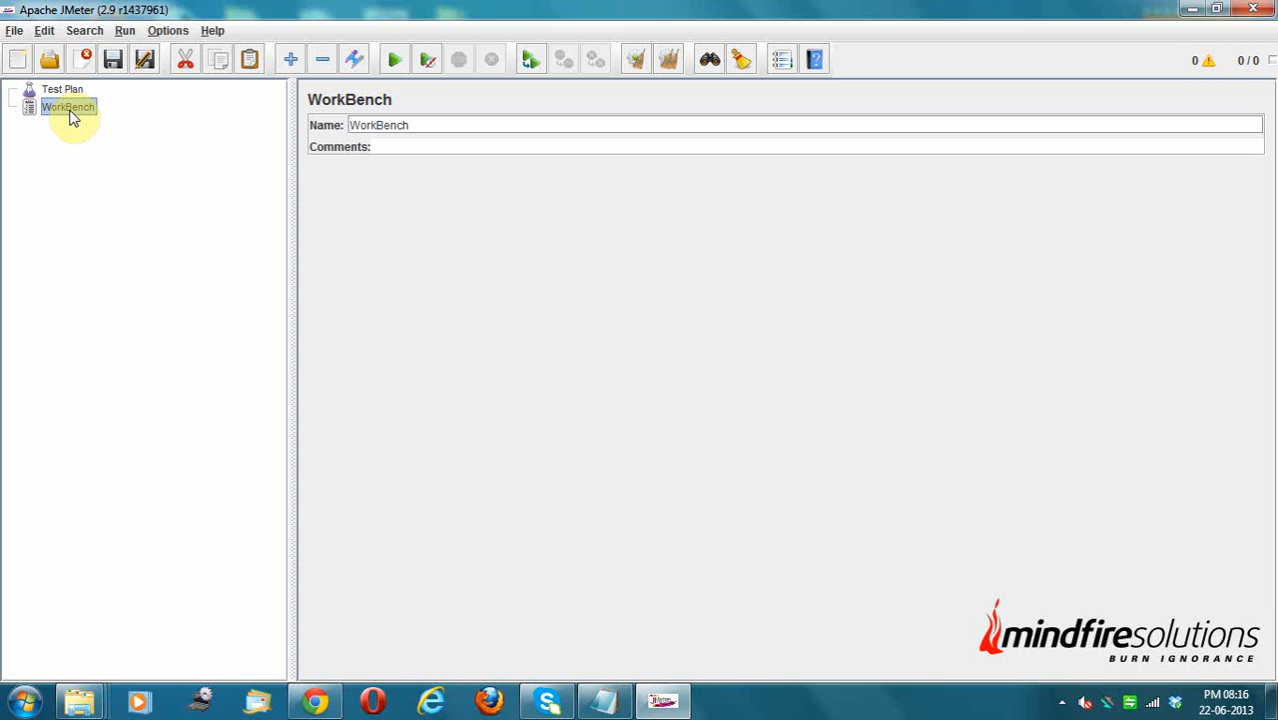 Apache JMeter (2.9 r1437961)
File Edit Search Run Options Help
0 0 / 0
Test Plan
WorkBench
WorkBench
Name: WorkBench
Comments:
mindfiresolutions
BURN IGNORANCE
PM 08:16
22-06-2013